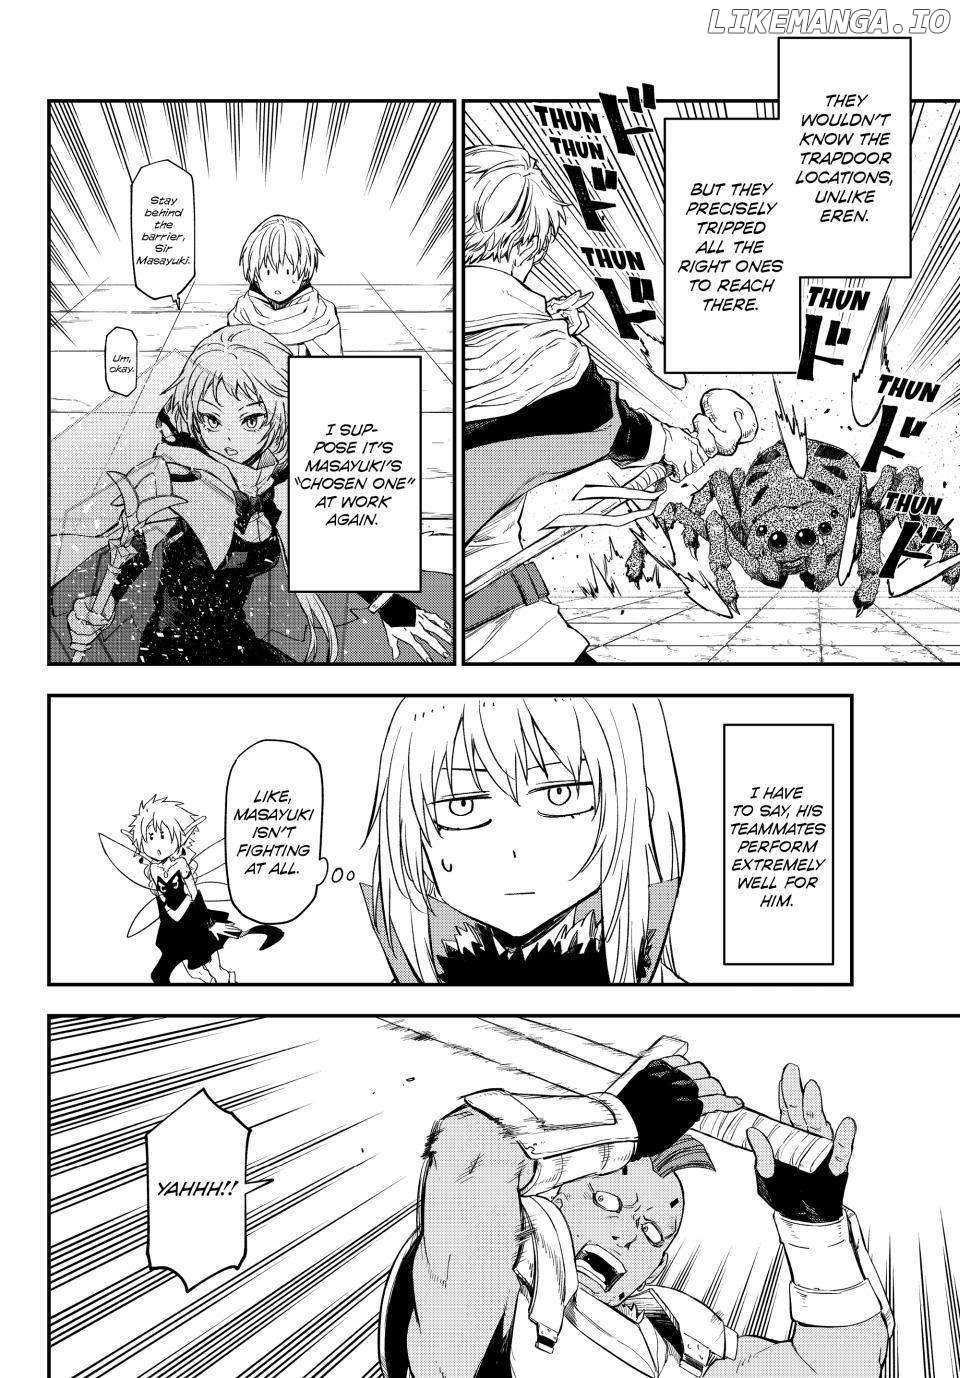 LIKEMANGA.IO
THEY
WOULDN'T
KNOW THE
TRAPDOOR
LOCATIONS,
UNLIKE
EREN.
BUT THEY
PRECISELY
TRIPPED
ALL THE
RIGHT ONES
TO REACH
THERE.
THUN
ド
THUN
ド
THUN
ド
THUN
ド
THUN
ド
THUN
ド
Stay
behind
the
barrier,
Sir
Masayuki.
Um,
okay.
I SUP-
POSE IT'S
MASAYUKI'S
"CHOSEN ONE"
AT WORK
AGAIN.
I HAVE
TO SAY, HIS
TEAMMATES
PERFORM
EXTREMELY
WELL FOR
HIM.
LIKE,
MASAYUKI
ISN'T
FIGHTING
AT ALL.
YAHHH!!